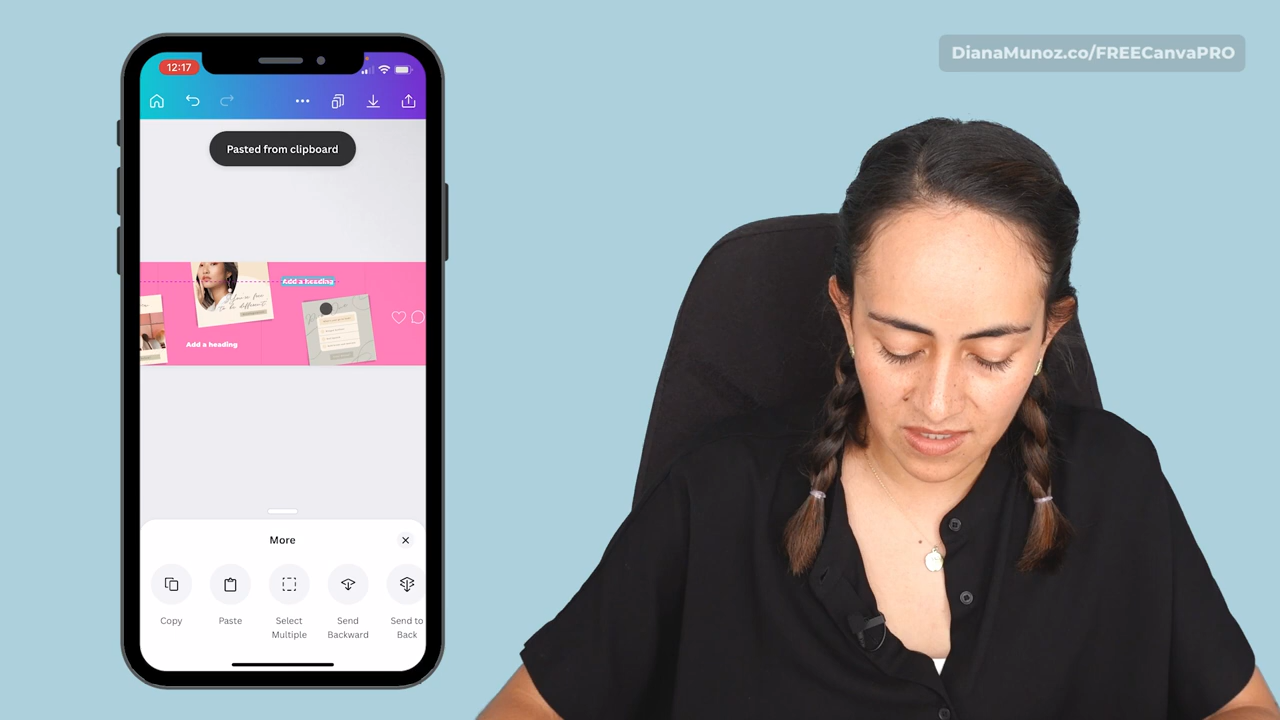 DianaMunoz.co/FREECanvaPRO
12:17
Pasted from clipboard
Add a heading
Add a heading
More
Copy
Paste
Select
Multiple
Send
Backward
Send to
Back